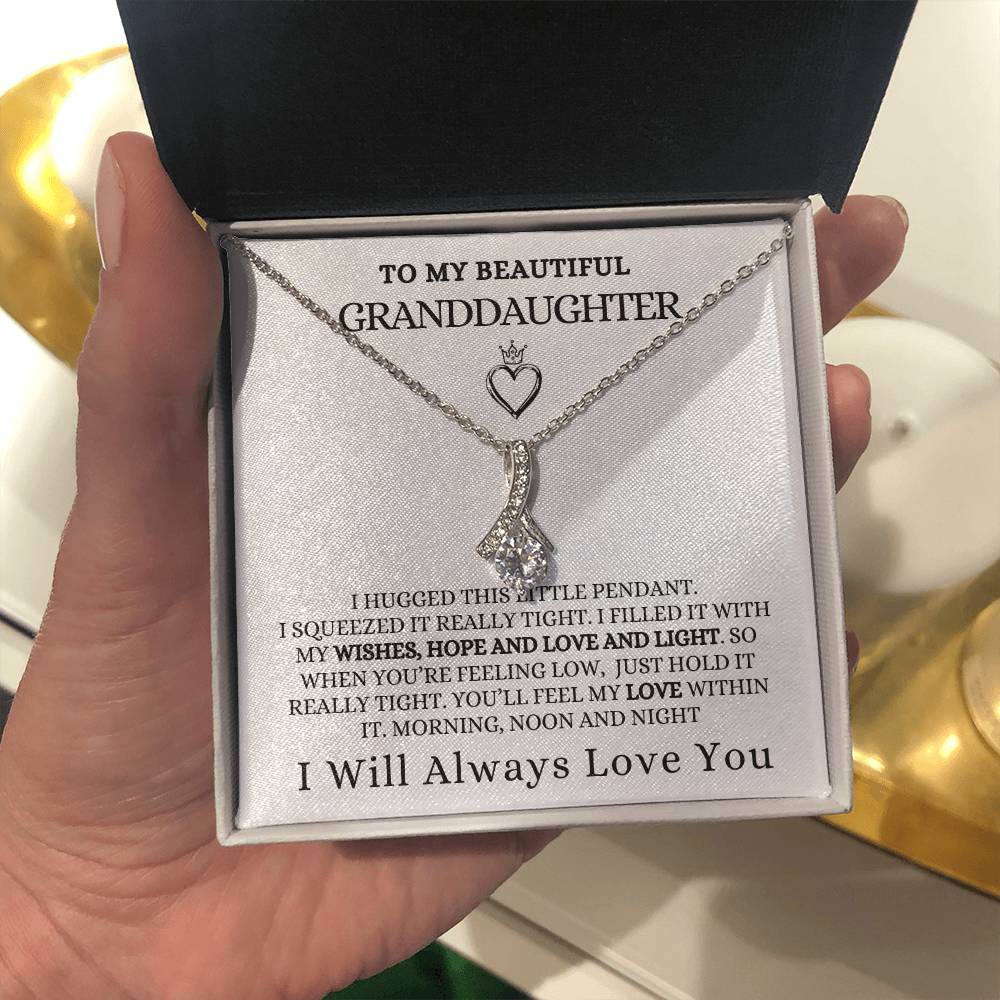 TO MY BEAUTIFUL
GRANDDAUGHTER
I HUGGED THIS LITTLE PENDANT.
I SQUEEZED IT REALLY TIGHT. I FILLED IT WITH
MY WISHES, HOPE AND LOVE AND LIGHT. SO
WHEN YOU'RE FEELING LOW, JUST HOLD IT
REALLY TIGHT. YOU'LL FEEL MY LOVE WITHIN
IT. MORNING, NOON AND NIGHT
I Will Always Love You